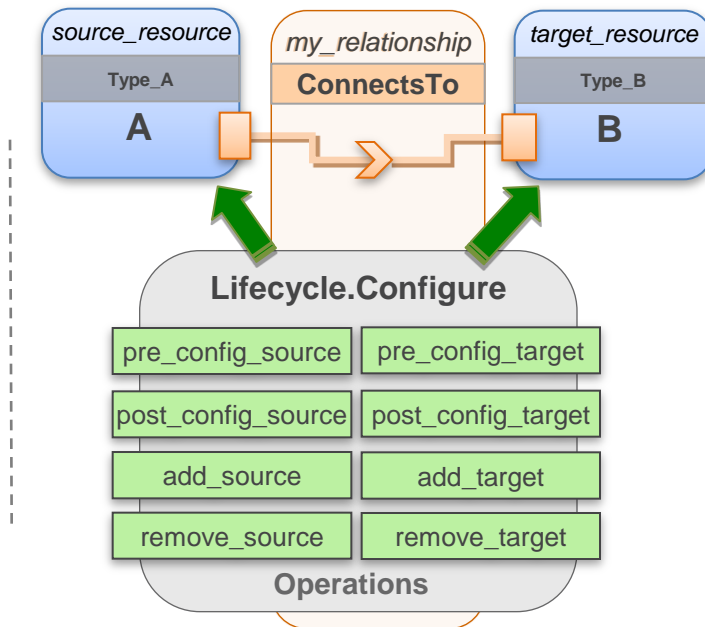 source_resource
my_relationship
target_resource
Type_A
ConnectsTo
Type_B
A
B
Lifecycle.Configure
pre_config_source
pre_config_target
post_config_source
post_config_target
add_source
add_target
remove_source
remove_target
Operations